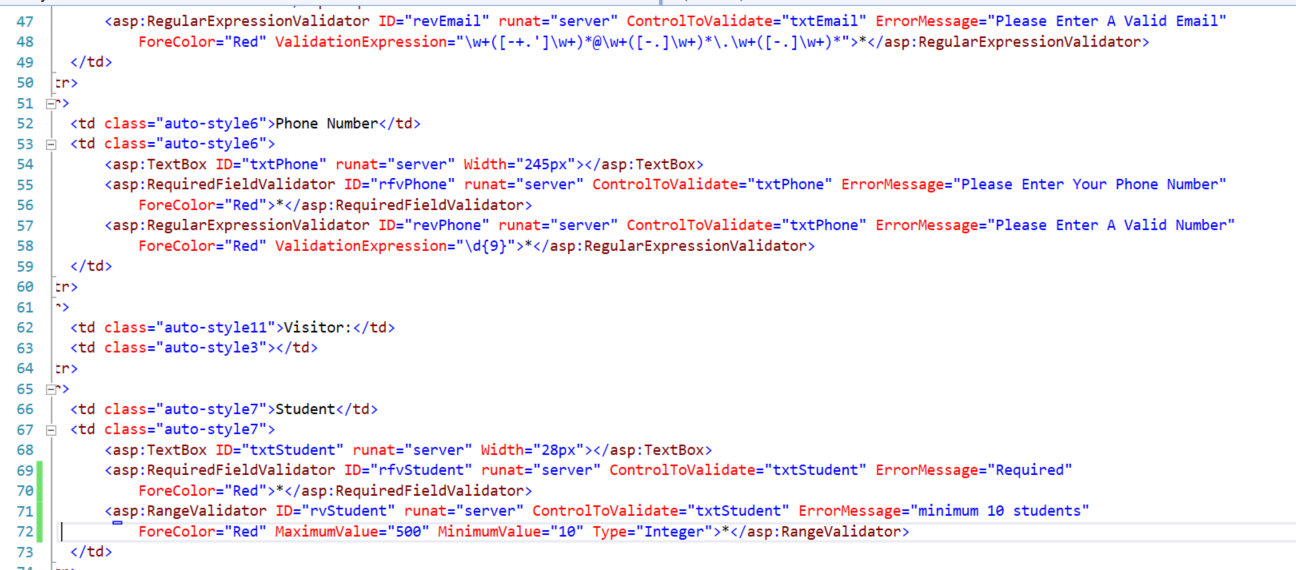 47 <asp:RegularExpressionValidator ID="revEmail" runat="server" ControlToValidate="txtEmail" ErrorMessage="Please Enter A Valid Email"
48 ForeColor="Red" ValidationExpression="\w+([-+.']\w+)*@\w+([-.]\w+)*\.\w+([-.]\w+)*">*</asp:RegularExpressionValidator>
49 </td>
50 tr>
51 r>
52 <td class="auto-style6">Phone Number</td>
53 <td class="auto-style6">
54 <asp:TextBox ID="txtPhone" runat="server" Width="245px"></asp:TextBox>
55 <asp:RequiredFieldValidator ID="rfvPhone" runat="server" ControlToValidate="txtPhone" ErrorMessage="Please Enter Your Phone Number"
56 ForeColor="Red">*</asp:RequiredFieldValidator>
57 <asp:RegularExpressionValidator ID="revPhone" runat="server" ControlToValidate="txtPhone" ErrorMessage="Please Enter A Valid Number"
58 ForeColor="Red" ValidationExpression="\d{9}">*</asp:RegularExpressionValidator>
59 </td>
60 tr>
61 r>
62 <td class="auto-style11">Visitor:</td>
63 <td class="auto-style3"></td>
64 tr>
65 r>
66 <td class="auto-style7">Student</td>
67 <td class="auto-style7">
68 <asp:TextBox ID="txtStudent" runat="server" Width="28px"></asp:TextBox>
69 <asp:RequiredFieldValidator ID="rfvStudent" runat="server" ControlToValidate="txtStudent" ErrorMessage="Required"
70 ForeColor="Red">*</asp:RequiredFieldValidator>
71 <asp:RangeValidator ID="rvStudent" runat="server" ControlToValidate="txtStudent" ErrorMessage="minimum 10 students"
72 ForeColor="Red" MaximumValue="500" MinimumValue="10" Type="Integer">*</asp:RangeValidator>
73 </td>